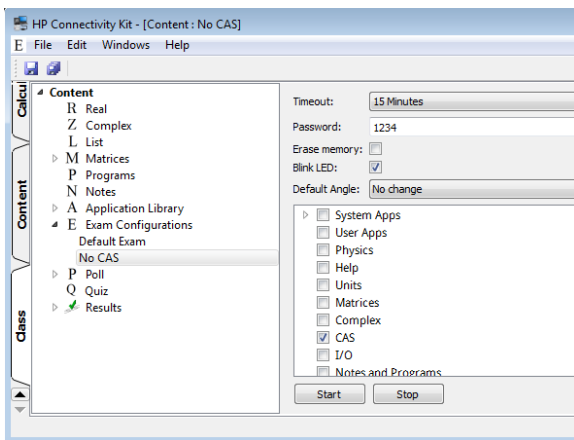 HP Connectivity Kit - [Content : No CAS]
E File Edit Windows Help
Calcul
Content
Class
Content
R Real
Z Complex
L List
M Matrices
P Programs
N Notes
A Application Library
E Exam Configurations
Default Exam
No CAS
P Poll
Q Quiz
Results
Timeout: 15 Minutes
Password: 1234
Erase memory:
Blink LED:
Default Angle: No change
System Apps
User Apps
Physics
Help
Units
Matrices
Complex
CAS
I/O
Notes and Programs
Start Stop